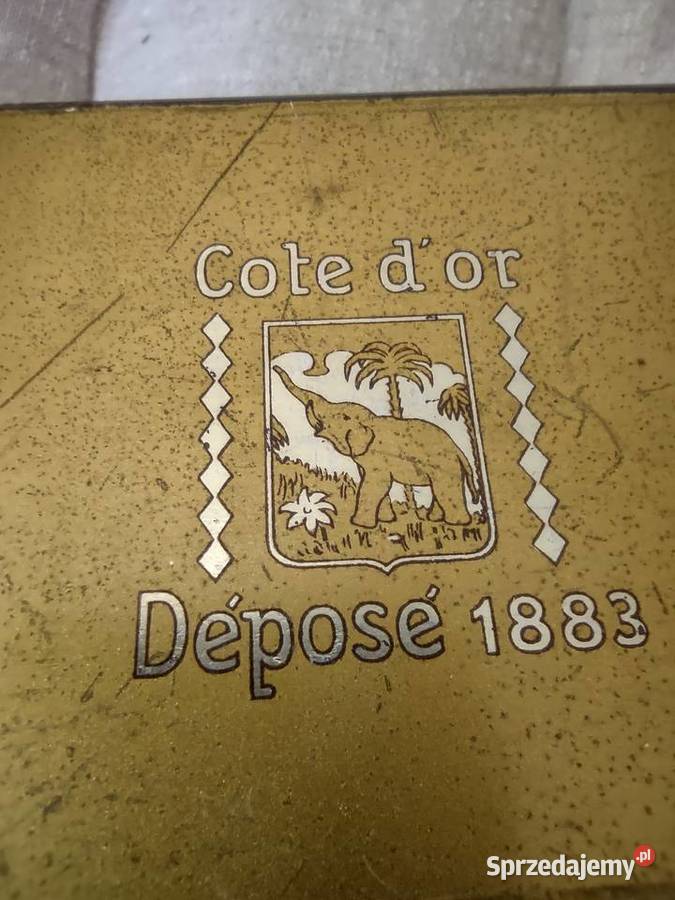 Cote d'or
Déposé 1883
Sprzedajemy.pl